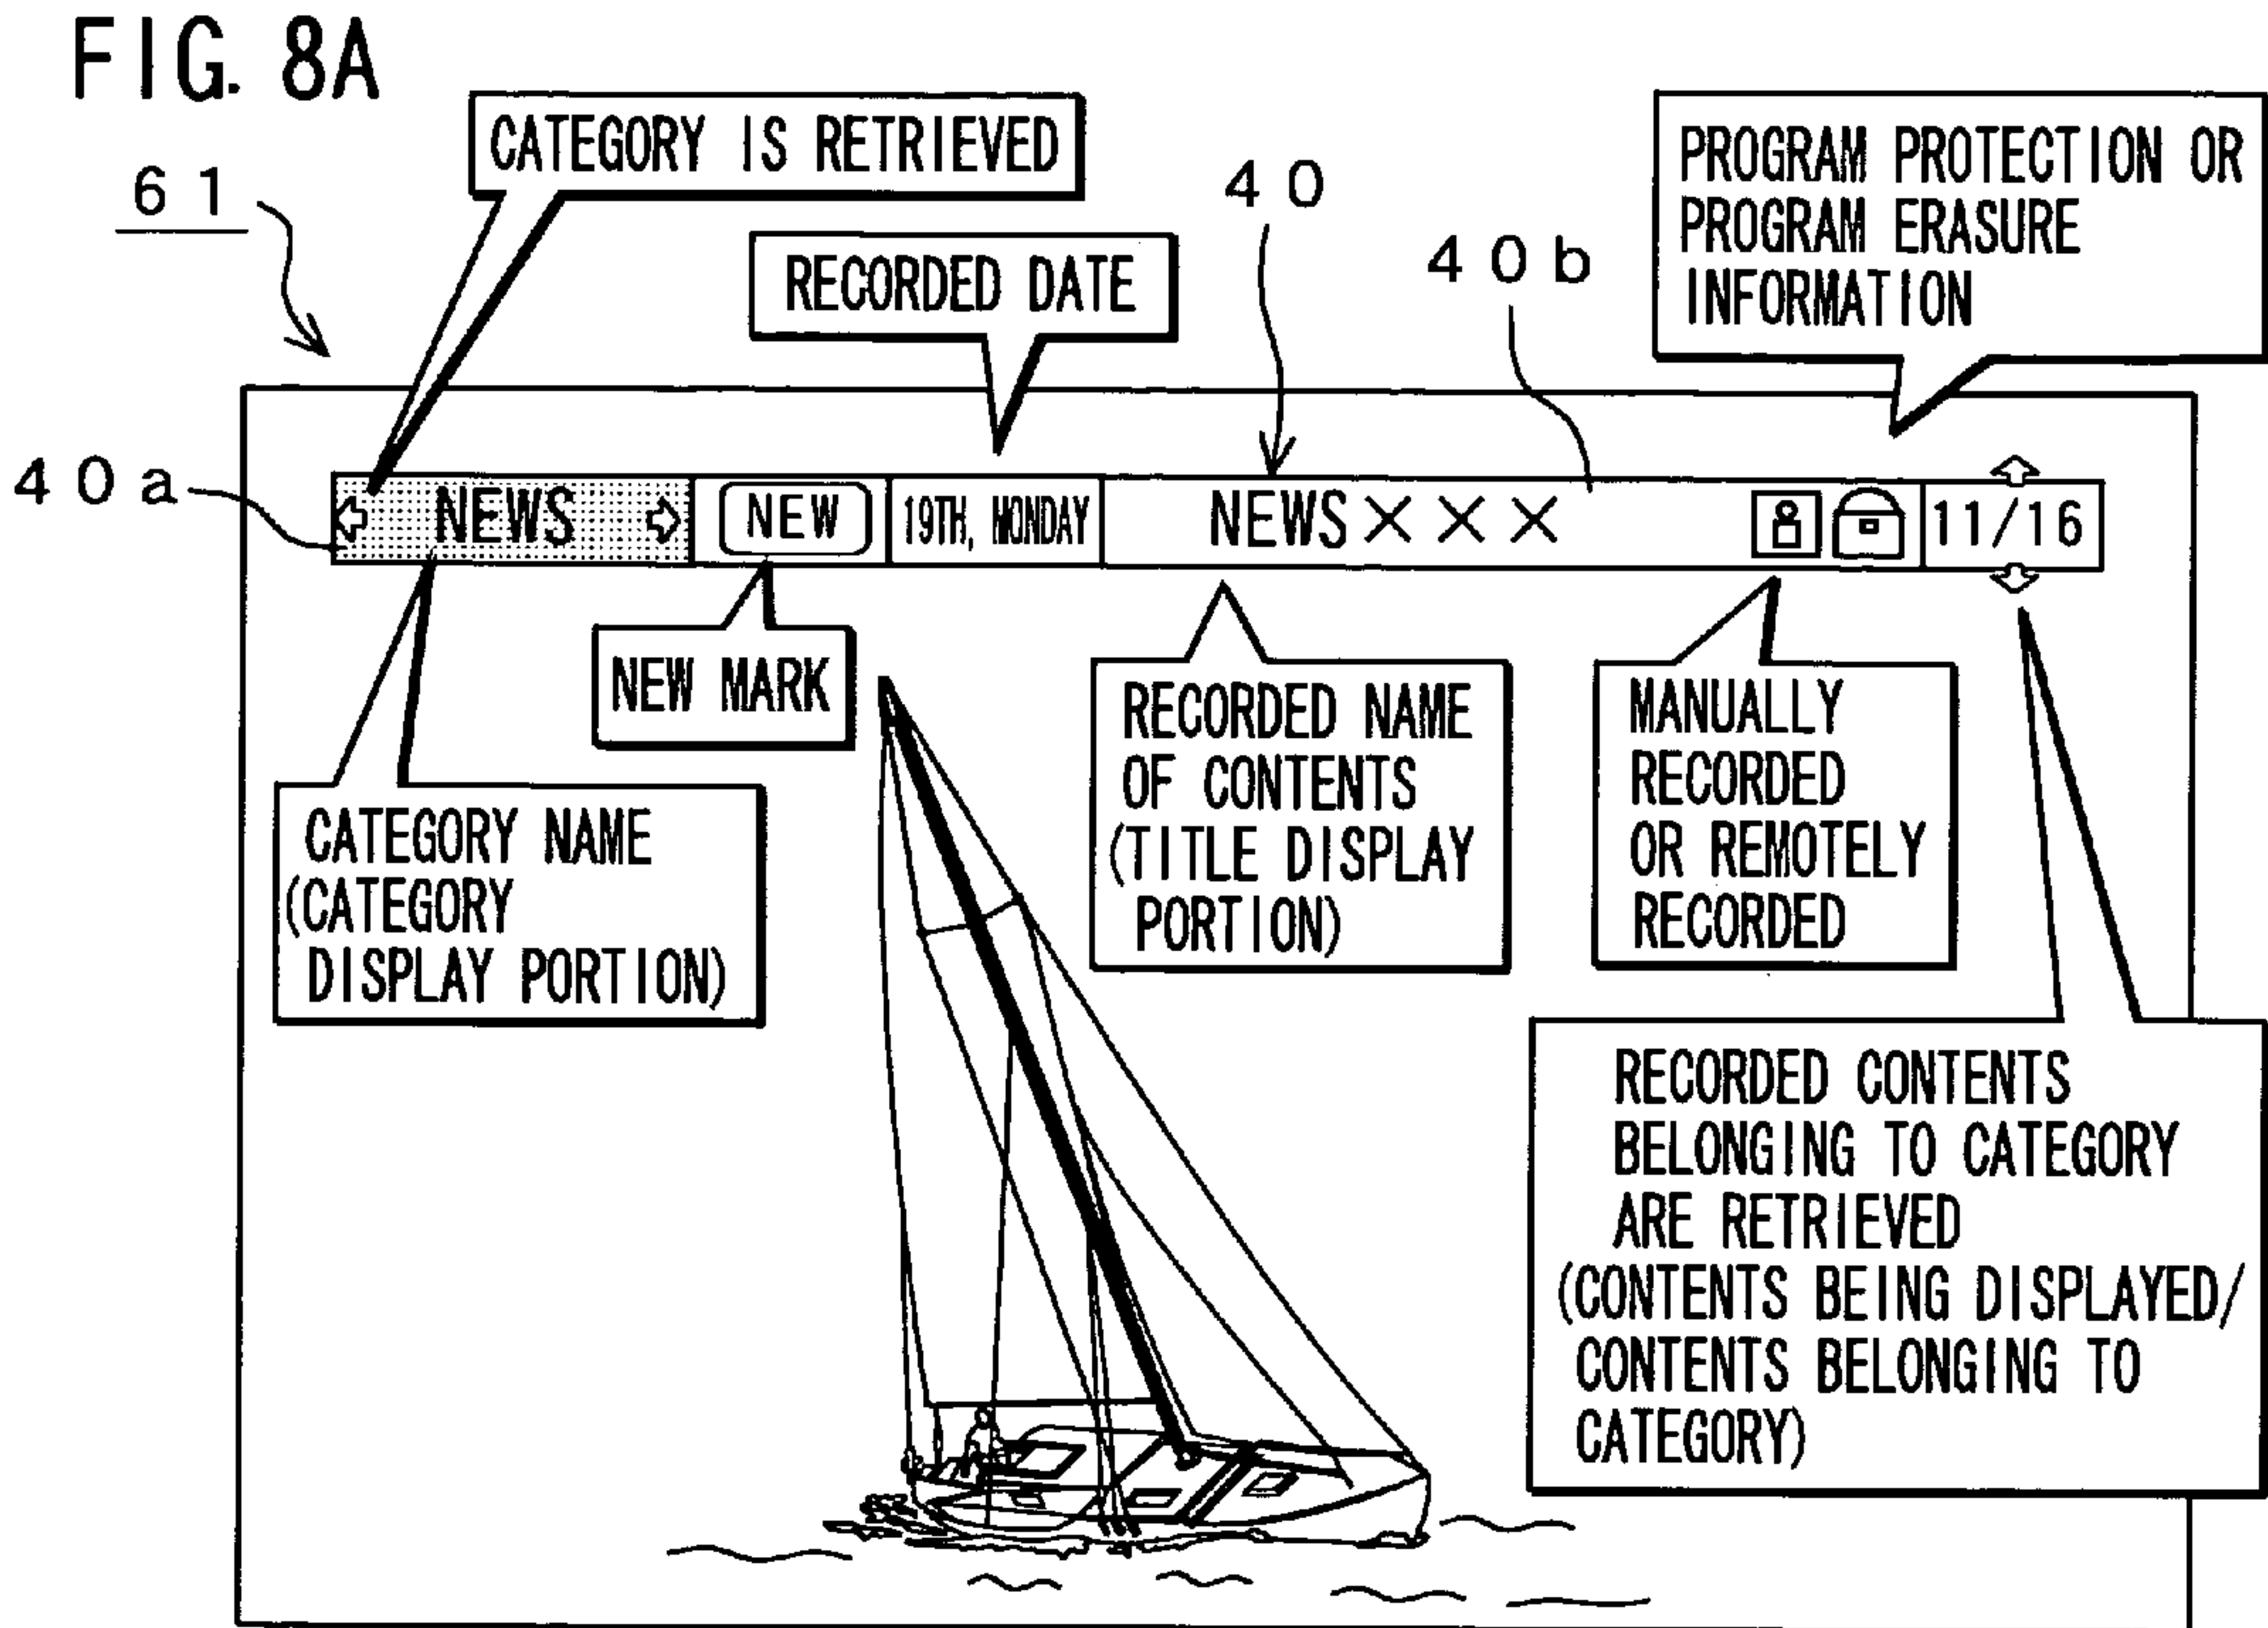 FIG. 8A
CATEGORY IS RETRIEVED
61
RECORDED DATE
40
40b
PROGRAM PROTECTION OR
PROGRAM ERASURE
INFORMATION
40a
NEWS
NEW
19TH, MONDAY
NEWS×××
11/16
NEW MARK
CATEGORY NAME
(CATEGORY
DISPLAY PORTION)
RECORDED NAME
OF CONTENTS
(TITLE DISPLAY
PORTION)
MANUALLY
RECORDED
OR REMOTELY
RECORDED
RECORDED CONTENTS
BELONGING TO CATEGORY
ARE RETRIEVED
(CONTENTS BEING DISPLAYED/
CONTENTS BELONGING TO
CATEGORY)